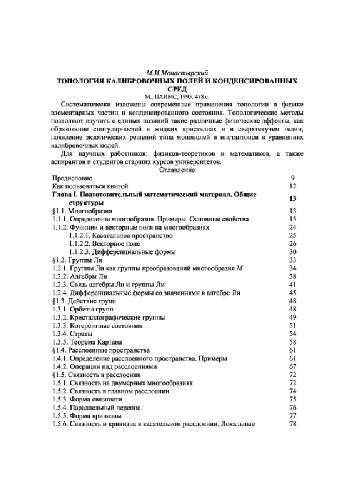 М.И.Монастырский
ТОПОЛОГИЯ КАЛИБРОВОЧНЫХ ПОЛЕЙ И КОНДЕНСИРОВАННЫХ
СРЕД
М.: ПАИМС, 1995, 478 с.
Систематически изложены современные применения топологии в физике
элементарных частиц и конденсированного состояния. Топологические методы
позволяют изучить с единых позиций такие различные физические эффекты, как
образование сингулярностей в жидких кристаллах и в сверхтекучем гелии,
появление экзотических решений типа монополей и инстантонов в уравнениях
калибровочных полей.
Для научных работников: физиков-теоретиков и математиков, а также
аспирантов и студентов старших курсов университетов.
Оглавление
Предисловие 9
Как пользоваться книгой 12
Глава I. Подготовительный математический материал. Общие 13
структуры
§1.1. Многообразия 13
1.1.1. Определение многообразия. Примеры. Основные свойства 13
1.1.2. Функции и векторные поля на многообразиях 24
1.1.2.1. Касательное пространство 25
1.1.2.2. Векторное поле 26
1.1.2.3. Дифференциальные формы 30
§1.2. Группы Ли 33
1.2.1. Группы Ли как группы преобразований многообразия M 34
1.2.2. Алгебры Ли 38
1.2.3. Связь алгебры Ли и группы Ли 41
1.2.4. Дифференциальные формы со значениями в алгебре Ли 45
§1.3. Действие групп 48
1.3.1. Орбиты групп 48
1.3.2. Кристаллографические группы 49
1.3.3. Когерентные состояния 51
1.3.4. Страты 54
1.3.5. Теорема Картана 58
§1.4. Расслоенные пространства 61
1.4.1. Определение расслоенного пространства. Примеры 61
1.4.2. Операции над расслоениями 67
§1.5. Связность в расслоении 72
1.5.1. Связность на двумерных многообразиях 72
1.5.2. Связность в главном расслоении 74
1.5.3. Форма связности 75
1.5.4. Параллельный перенос 76
1.5.5. Форма кривизны 77
1.5.6. Связность и кривизна в касательном расслоении. Локальные 78